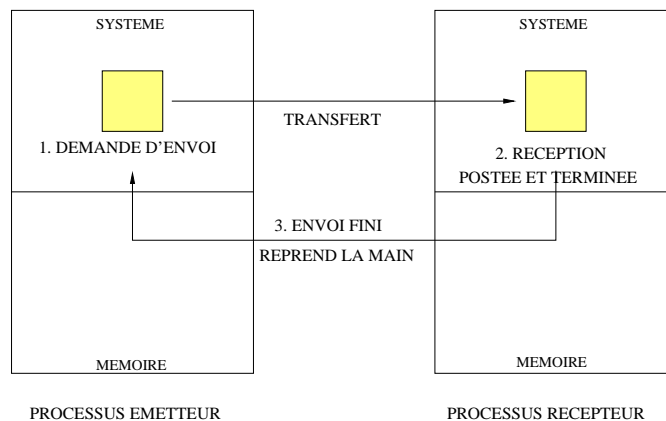 SYSTEME
SYSTEME
TRANSFERT
1. DEMANDE D'ENVOI
2. RECEPTION
POSTEE ET TERMINEE
3. ENVOI FINI
REPREND LA MAIN
MEMOIRE
MEMOIRE
PROCESSUS EMETTEUR
PROCESSUS RECEPTEUR